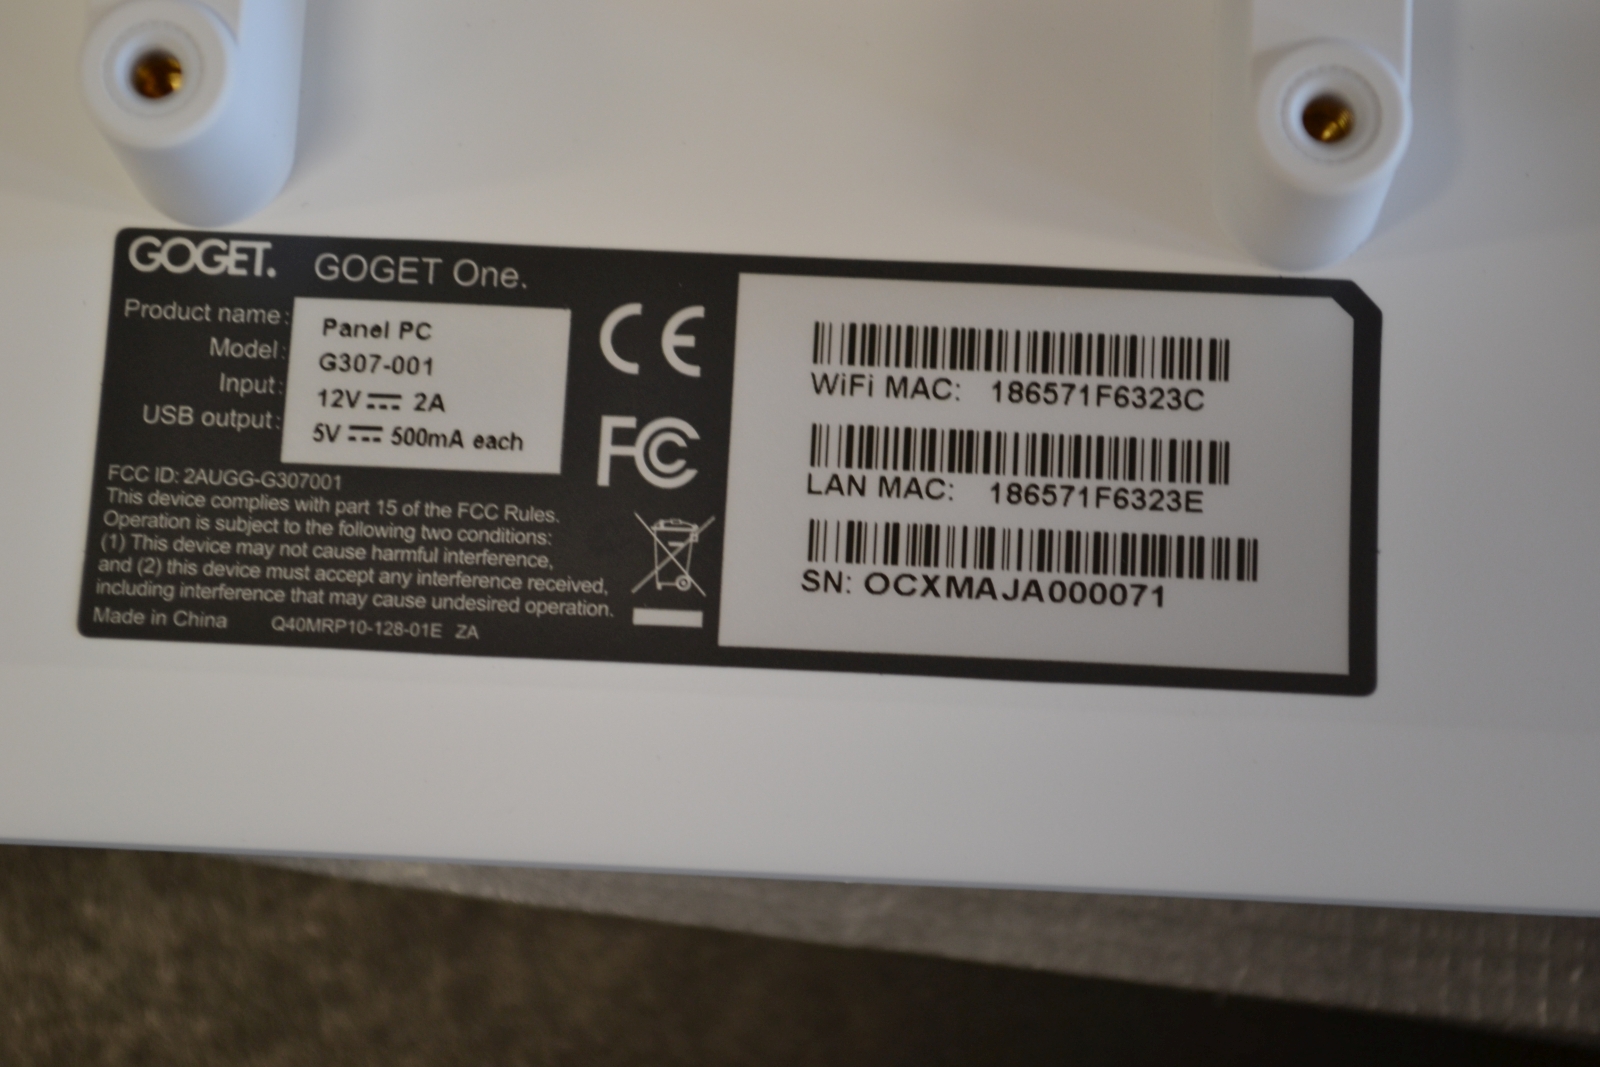 GOGET. GOGET One.
Product name: Panel PC
Model: G307-001
Input: 12V ⎓ 2A
USB output: 5V ⎓ 500mA each
FCC ID: 2AUGG-G307001
This device complies with part 15 of the FCC Rules.
Operation is subject to the following two conditions:
(1) This device may not cause harmful interference,
and (2) this device must accept any interference received,
including interference that may cause undesired operation.
Made in China Q40MRP10-128-01E ZA
CE
FC
WiFi MAC: 186571F6323C
LAN MAC: 186571F6323E
SN: OCXMAJA000071